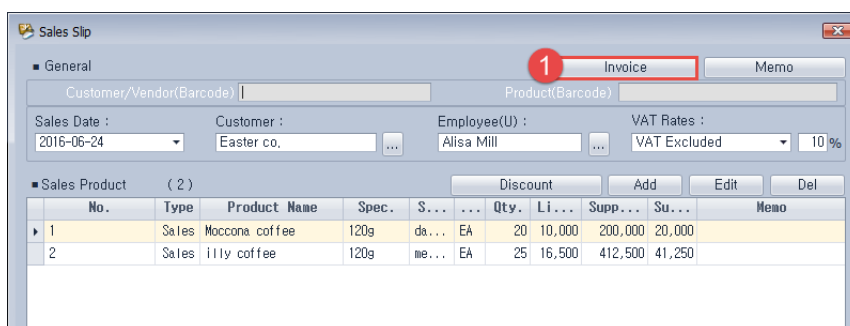 Sales Slip
■ General
1
Invoice
Memo
Customer/Vendor(Barcode)
Product(Barcode)
Sales Date :
Customer :
Employee(U) :
VAT Rates :
2016-06-24
Easter co,
...
Alisa Mill
...
VAT Excluded
10 %
■ Sales Product ( 2 )
Discount
Add
Edit
Del
No. Type Product Name Spec. S... ... Qty. Li... Supp... Su... Memo
1 Sales Moccona coffee 120g da... EA 20 10,000 200,000 20,000
2 Sales illy coffee 120g me... EA 25 16,500 412,500 41,250